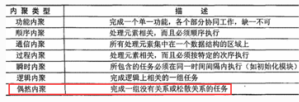 内聚类型 描述
功能内聚 完成一个单一功能，各个部分协同工作，缺一不可
顺序内聚 处理元素相关，而且必须顺序执行
通信内聚 所有处理元素集中在一个数据结构的区域上
过程内聚 处理元素相关，而且必须按特定的次序执行
瞬时内聚 所包含的任务必须在同一时间间隔内执行（如初始化模块）
逻辑内聚 完成逻辑上相关的一组任务
偶然内聚 完成一组没有关系或松散关系的任务